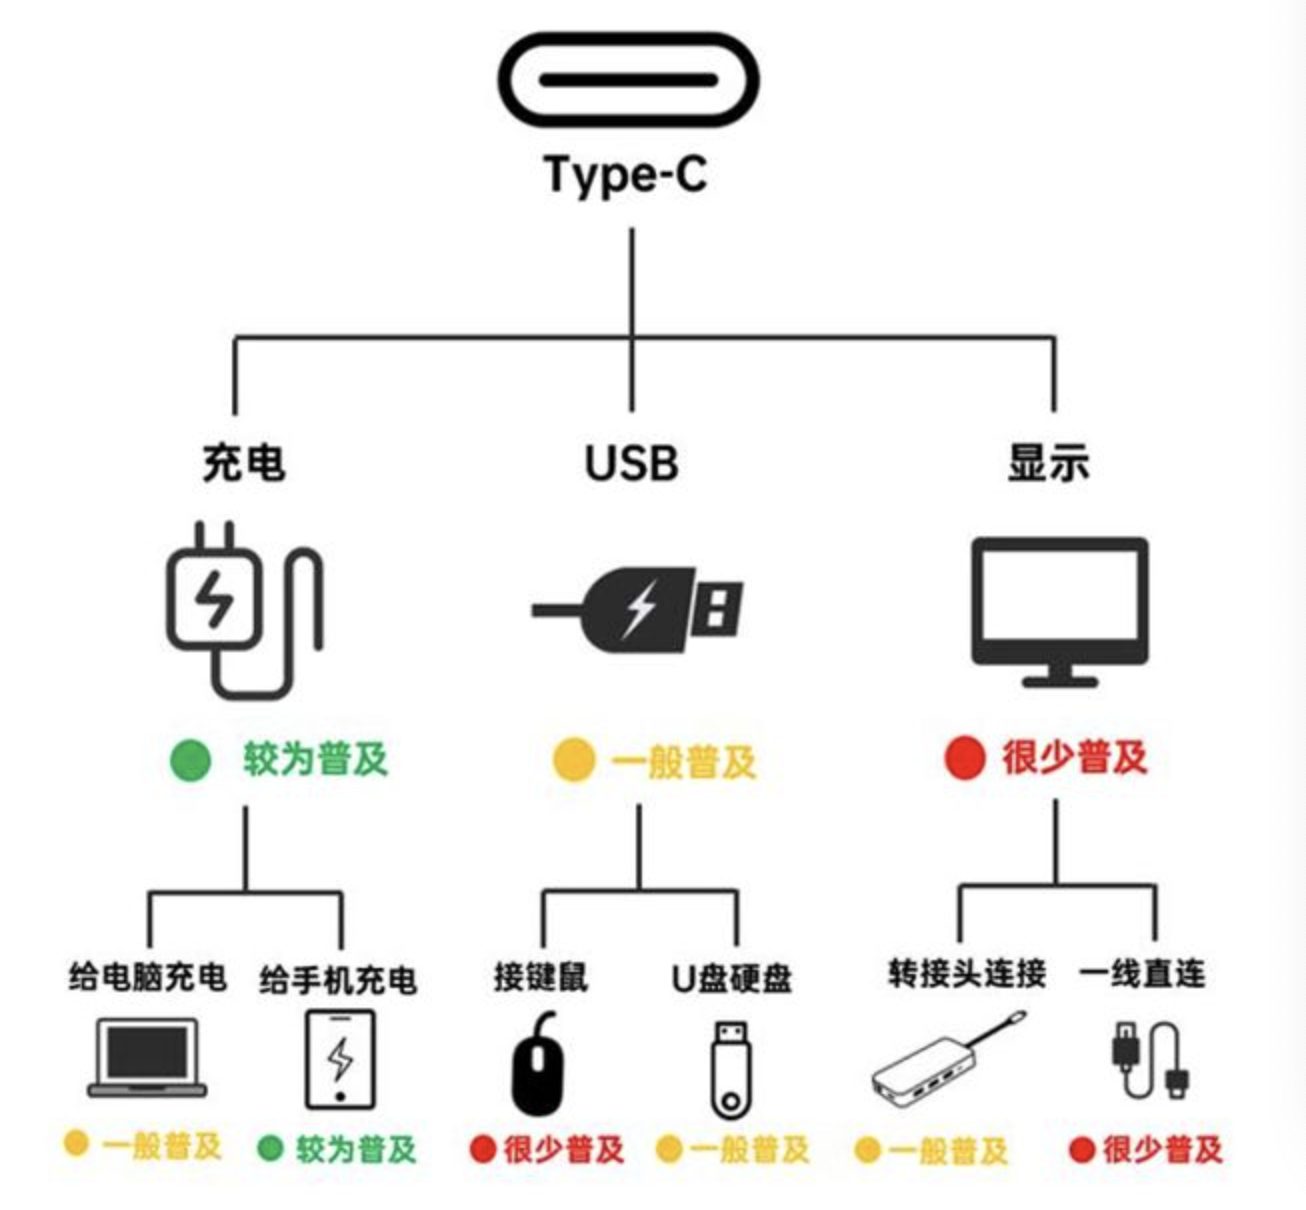 Type-C
充电
USB
显示
较为普及
一般普及
很少普及
给电脑充电
给手机充电
接键鼠
U盘硬盘
转接头连接
一线直连
一般普及
较为普及
很少普及
一般普及
一般普及
很少普及